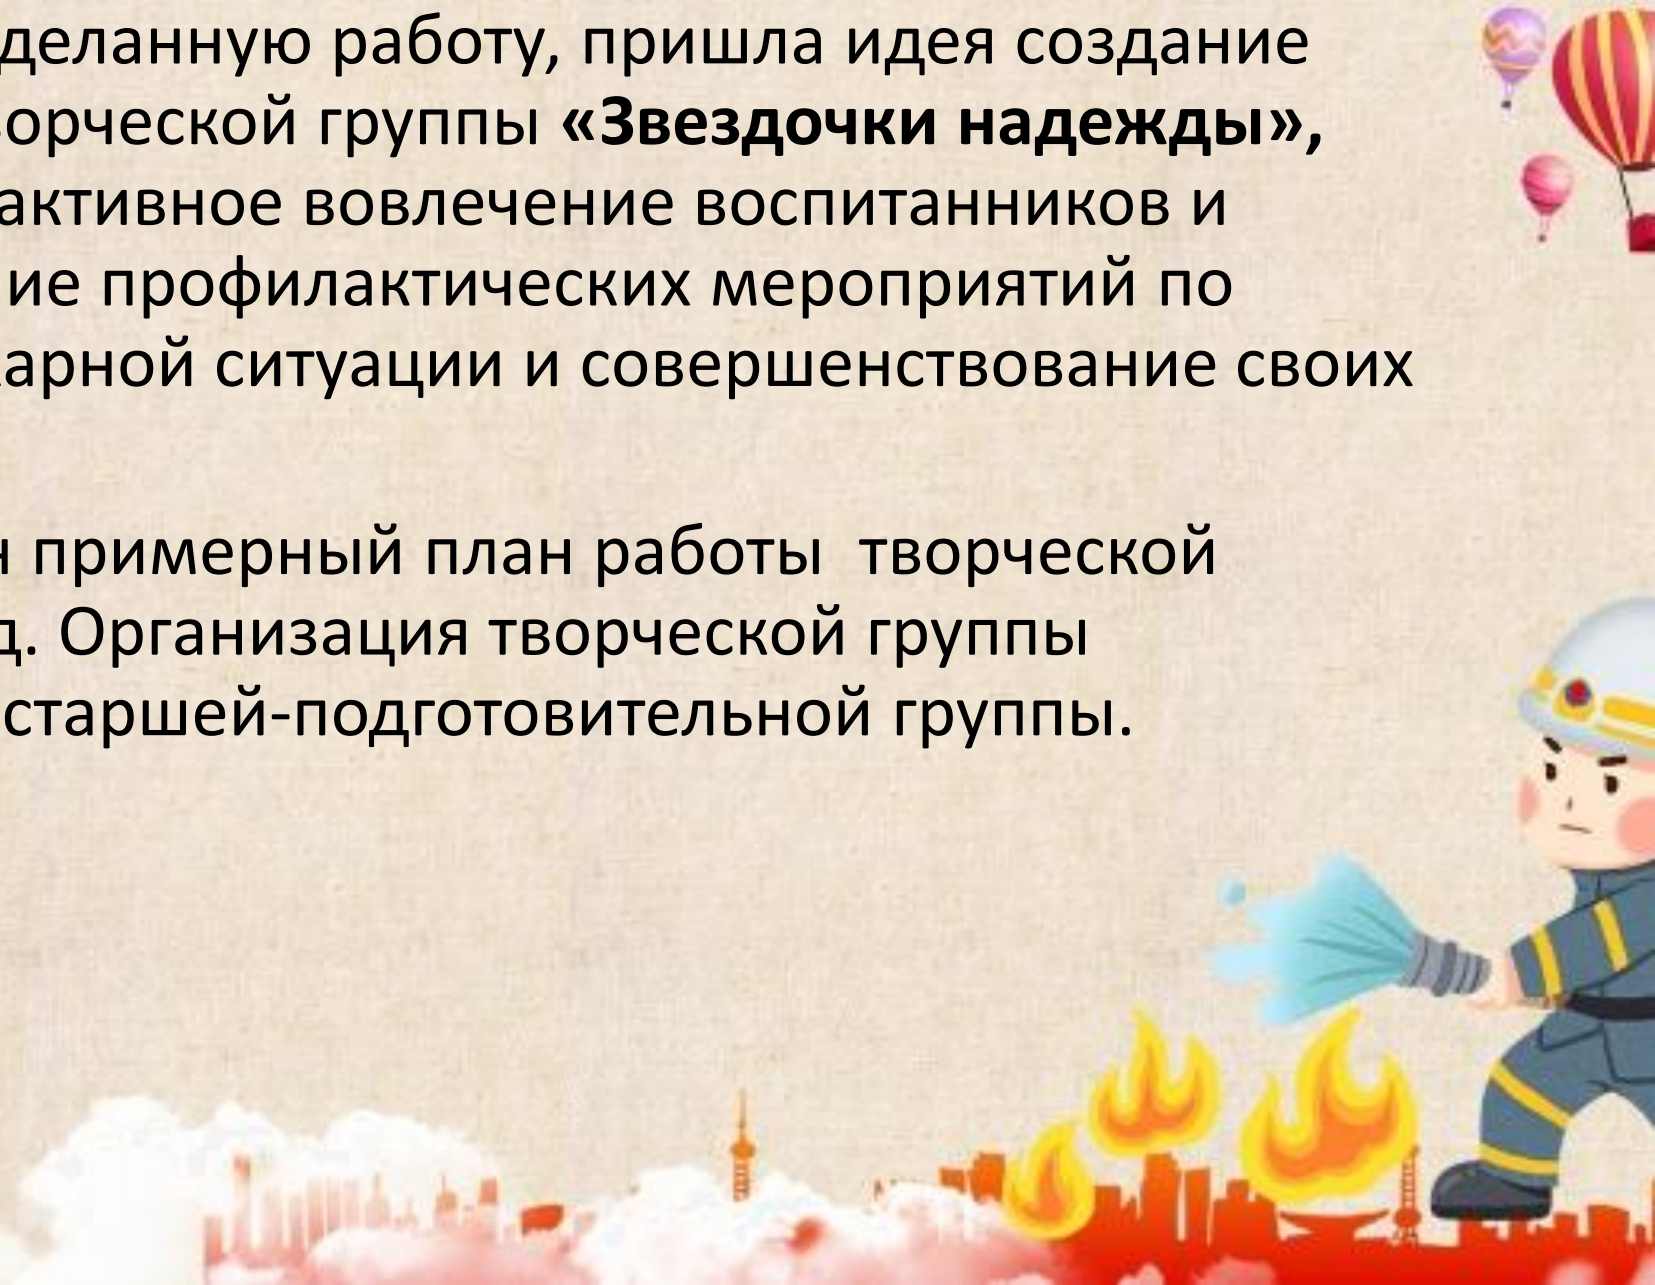 деланную работу, пришла идея создание
ворческой группы «Звездочки надежды»,
активное вовлечение воспитанников и
ие профилактических мероприятий по
арной ситуации и совершенствование своих
н примерный план работы творческой
д. Организация творческой группы
старшей-подготовительной группы.